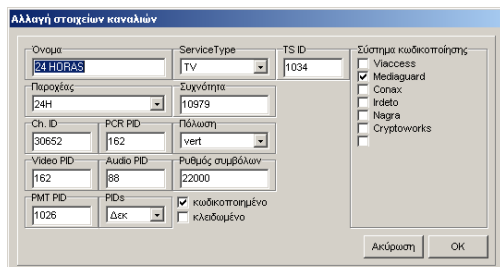 Αλλαγή στοιχείων καναλιών
Όνομα
24 HORAS
ServiceType
TV
TS ID
1034
Σύστημα κωδικοποίησης
Viaccess
Mediaguard
Conax
Irdeto
Nagra
Cryptoworks
Παροχέας
24H
Συχνότητα
10979
Ch. ID
30652
PCR PID
162
Πόλωση
vert
Video PID
162
Audio PID
88
Ρυθμός συμβόλων
22000
PMT PID
1026
PIDs
Δεκ
κωδικοποιημένο
κλειδωμένο
Ακύρωση
OK